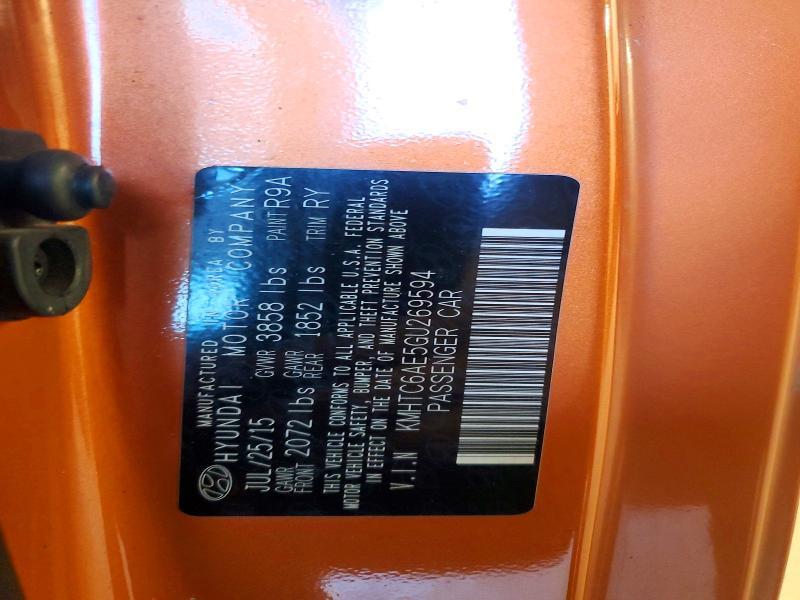 MANUFACTURED IN KOREA BY
HYUNDAI MOTOR COMPANY
JUL/25/15 GVWR 3858 lbs PAINT R9A
GAWR FRONT 2072 lbs GAWR REAR 1852 lbs TRIM RY
THIS VEHICLE CONFORMS TO ALL APPLICABLE U.S.A. FEDERAL
MOTOR VEHICLE SAFETY, BUMPER, AND THEFT PREVENTION STANDARDS
IN EFFECT ON THE DATE OF MANUFACTURE SHOWN ABOVE
V.I.N KMHTC6AE5GU269594
PASSENGER CAR